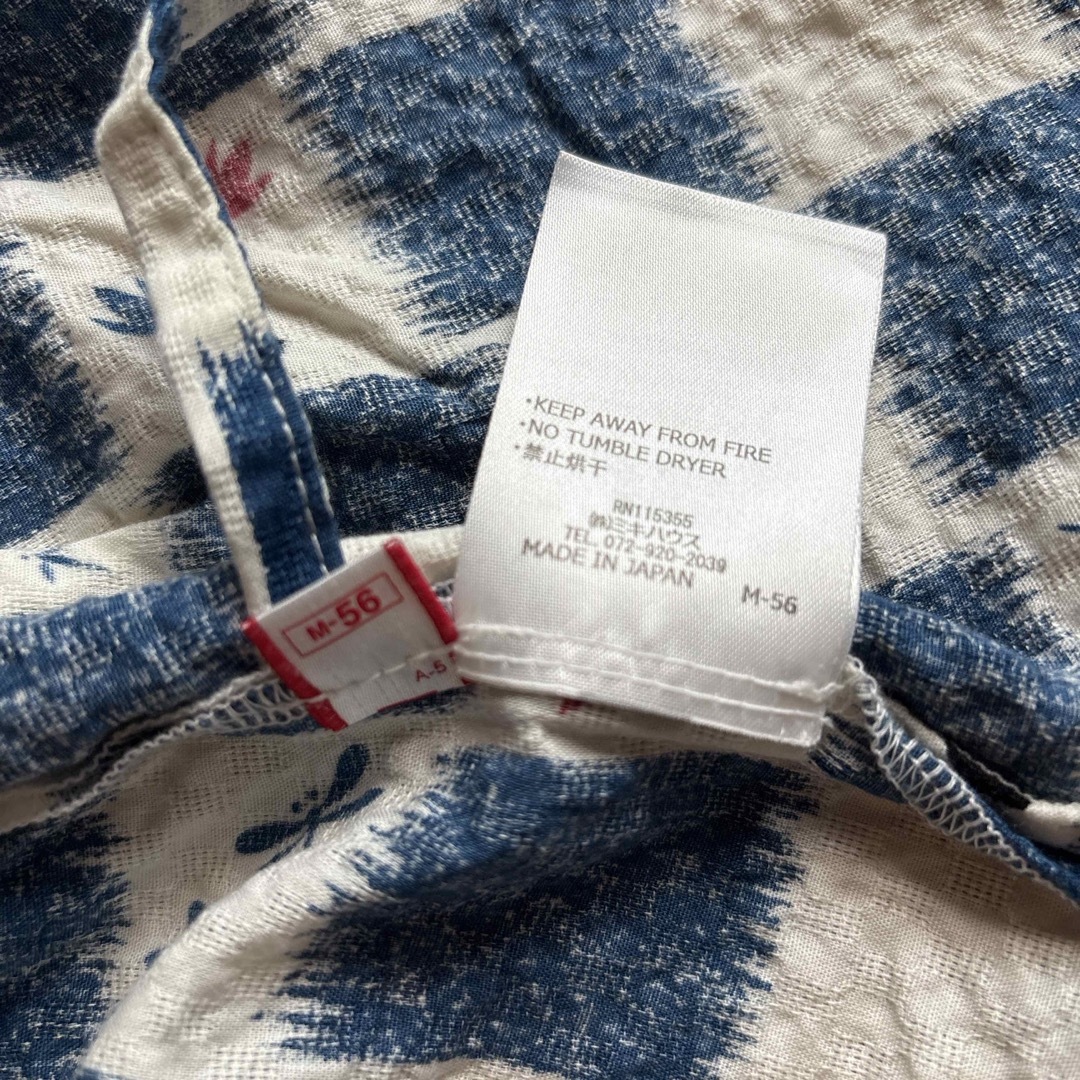 ・KEEP AWAY FROM FIRE
・NO TUMBLE DRYER
・禁止烘干
RN115355
㈱ミキハウス
TEL 072-920-2039
MADE IN JAPAN
M-56
M-56
A-5